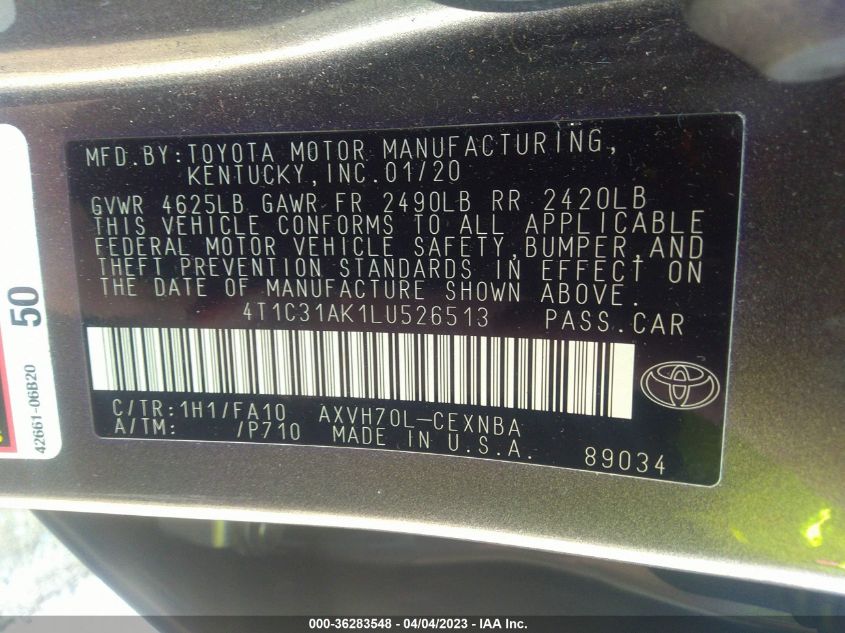 MFD.BY:TOYOTA MOTOR MANUFACTURING,
KENTUCKY,INC.01/20
GVWR 4625LB GAWR FR 2490LB RR 2420LB
THIS VEHICLE CONFORMS TO ALL APPLICABLE
FEDERAL MOTOR VEHICLE SAFETY,BUMPER,AND
THEFT PREVENTION STANDARDS IN EFFECT ON
THE DATE OF MANUFACTURE SHOWN ABOVE.
4T1C31AK1LU526513 PASS.CAR
C/TR:1H1/FA10 AXVH70L-CEXNBA
A/TM: /P710 MADE IN U.S.A.
89034
50
42661-06B20
000-36283548 - 04/04/2023 - IAA Inc.